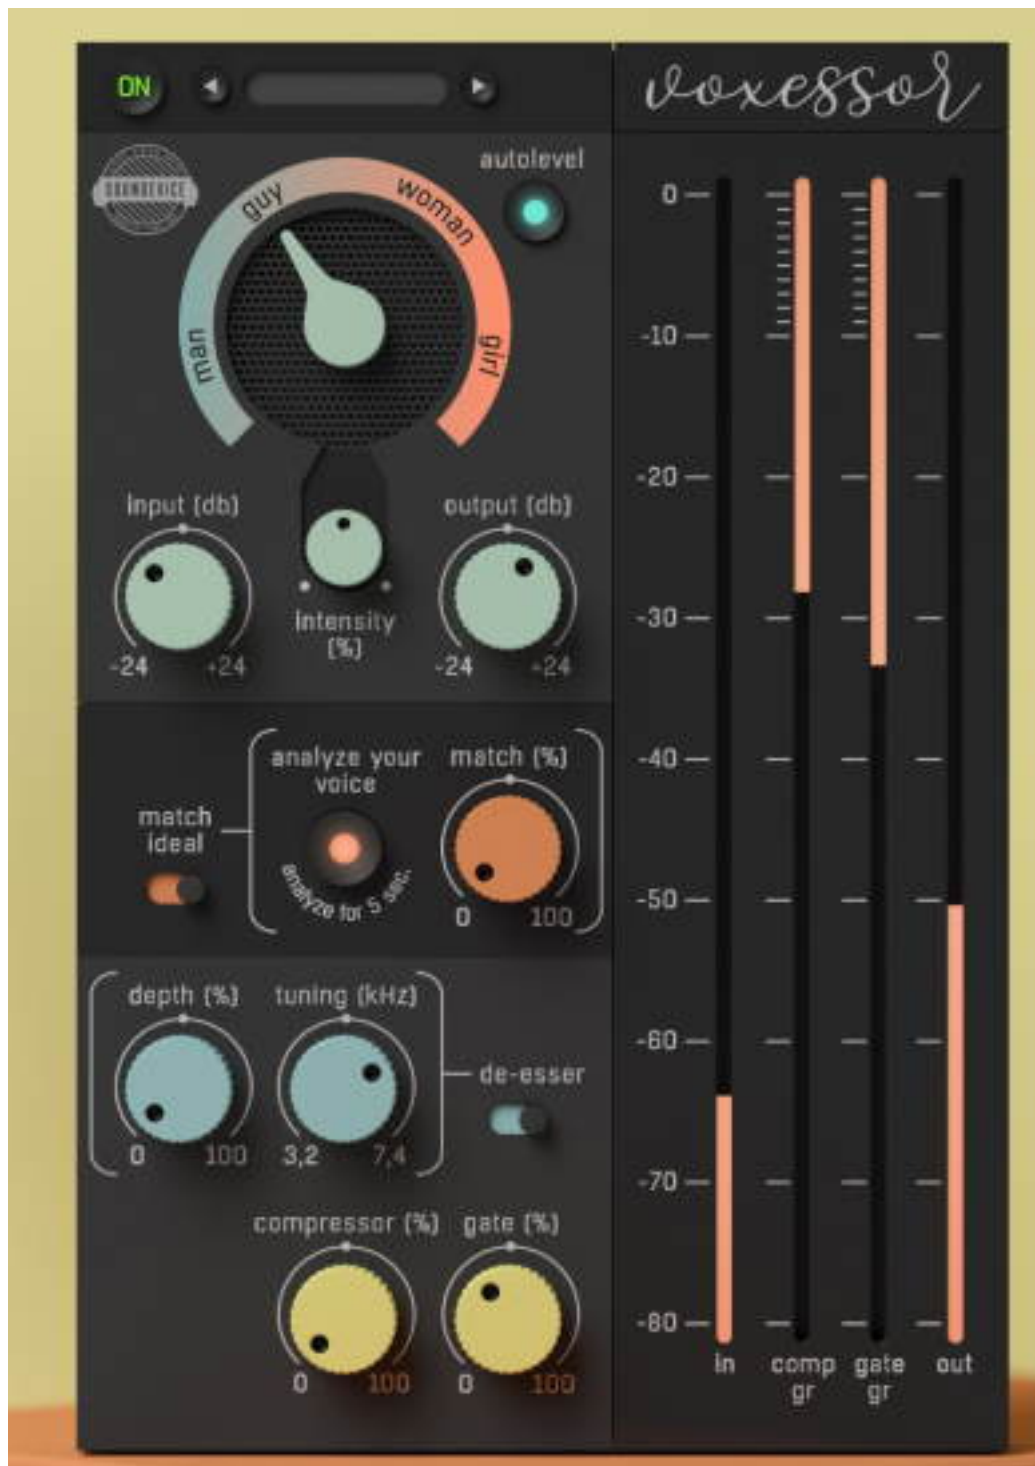 ON
voxessor
SOUNDEVICE
autolevel
man
guy
woman
girl
input (db)
output (db)
-24
+24
intensity
(%)
-24
+24
analyze your
voice
match (%)
match
ideal
analyze for 5 sec.
0
100
depth (%)
tuning (kHz)
de-esser
0
100
3,2
7,4
compressor (%)
gate (%)
0
100
0
100
0
-10
-20
-30
-40
-50
-60
-70
-80
in
comp
gr
gate
gr
out